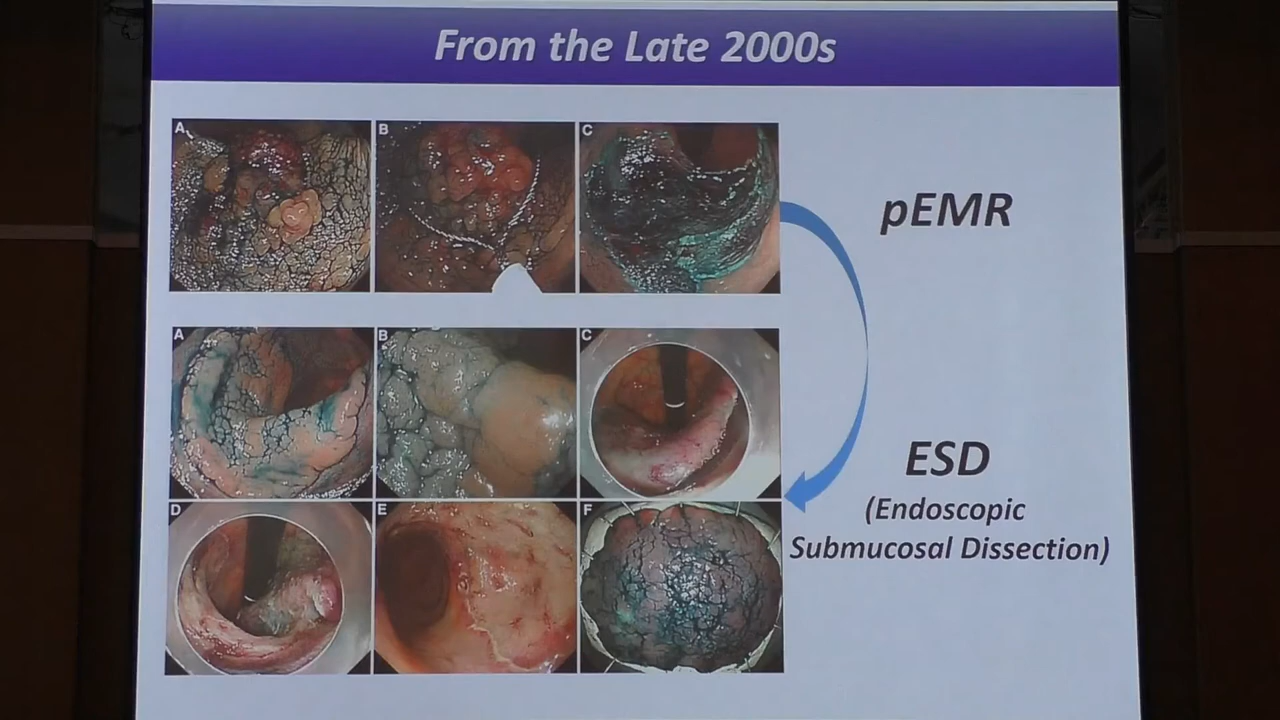 From the Late 2000s
A B C
pEMR
A B C
ESD
(Endoscopic
Submucosal Dissection)
D E F